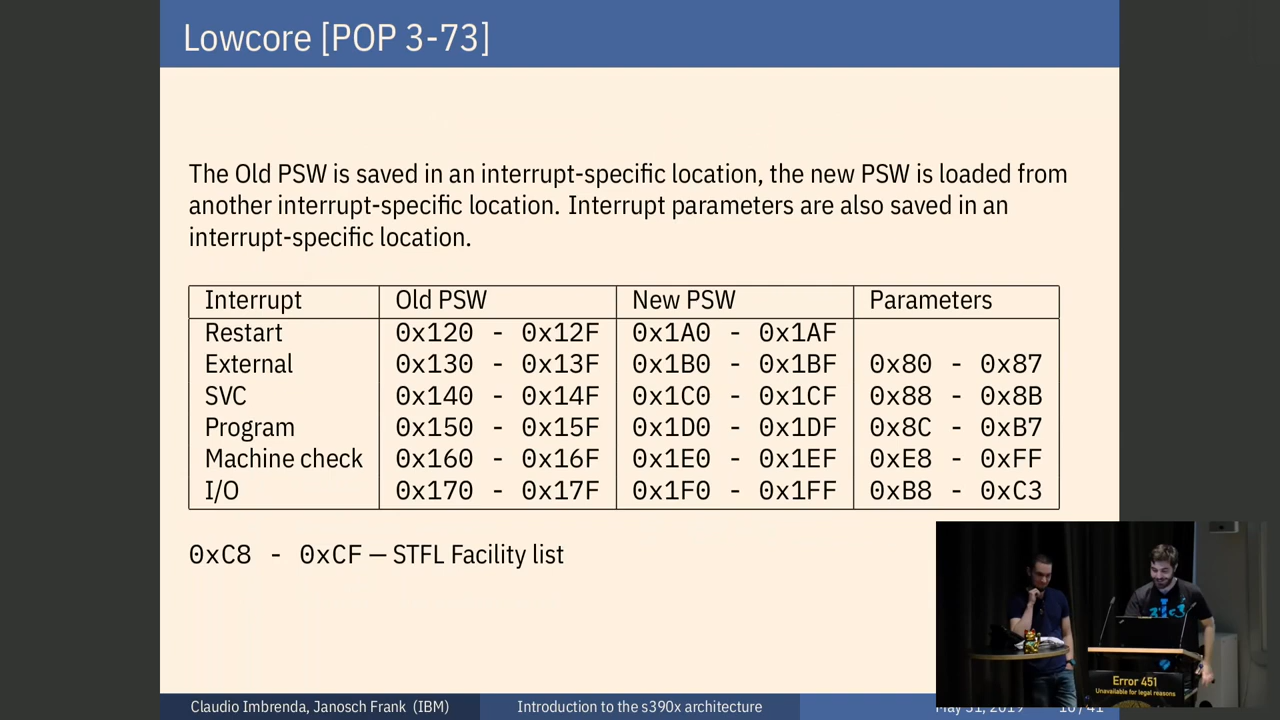 Lowcore [POP 3-73]
The Old PSW is saved in an interrupt-specific location, the new PSW is loaded from
another interrupt-specific location. Interrupt parameters are also saved in an
interrupt-specific location.
Interrupt Old PSW New PSW Parameters
Restart 0x120 - 0x12F 0x1A0 - 0x1AF
External 0x130 - 0x13F 0x1B0 - 0x1BF 0x80 - 0x87
SVC 0x140 - 0x14F 0x1C0 - 0x1CF 0x88 - 0x8B
Program 0x150 - 0x15F 0x1D0 - 0x1DF 0x8C - 0xB7
Machine check 0x160 - 0x16F 0x1E0 - 0x1EF 0xE8 - 0xFF
I/O 0x170 - 0x17F 0x1F0 - 0x1FF 0xB8 - 0xC3
0xC8 - 0xCF — STFL Facility list
Error 451
Unavailable for legal reasons
Claudio Imbrenda, Janosch Frank (IBM) Introduction to the s390x architecture May 31, 2019